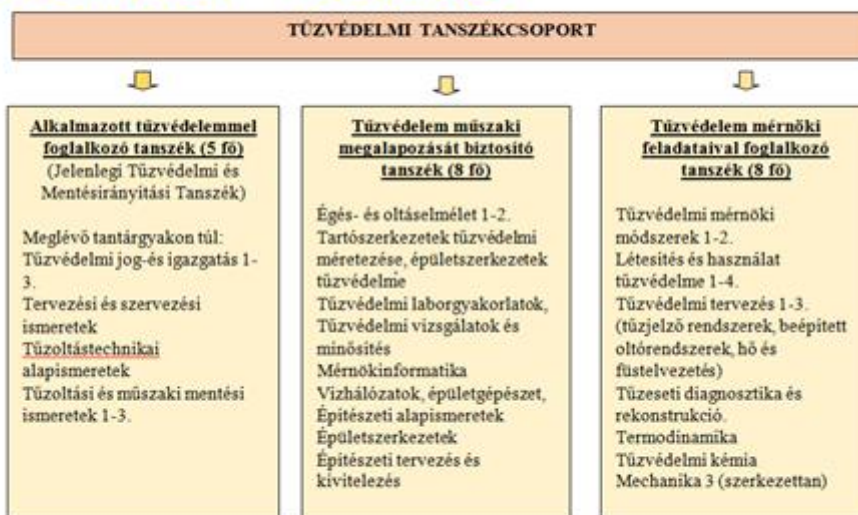 TŰZVÉDELMI TANSZÉKCSOPORT
Alkalmazott tűzvédelemmel
foglalkozó tanszék (5 fő)
(Jelenlegi Tűzvédelmi és
Mentésirányítási Tanszék)
Meglévő tantárgyakon túl:
Tűzvédelmi jog-és igazgatás 1-
3.
Tervezési és szervezési
ismeretek
Tűzoltástechnikai
alapismeretek
Tűzoltási és műszaki mentési
ismeretek 1-3.
Tűzvédelem műszaki
megalapozását biztosító
tanszék (8 fő)
Égés- és oltáselmélet 1-2.
Tartószerkezetek tűzvédelmi
méretezése, épületszerkezetek
tűzvédelme
Tűzvédelmi laborgyakorlatok,
Tűzvédelmi vizsgálatok és
minősítés
Mérnökinformatika
Vízhálózatok, épületgépészet,
Építészeti alapismeretek
Épületszerkezetek
Építészeti tervezés és
kivitelezés
Tűzvédelem mérnöki
feladataival foglalkozó
tanszék (8 fő)
Tűzvédelmi mérnöki
módszerek 1-2.
Létesítés és használat
tűzvédelme 1-4.
Tűzvédelmi tervezés 1-3.
(tűzjelző rendszerek, beépített
oltórendszerek, hő és
füstelvezetés)
Tűzeseti diagnosztika és
rekonstrukció.
Termodinamika
Tűzvédelmi kémia
Mechanika 3 (szerkezettan)